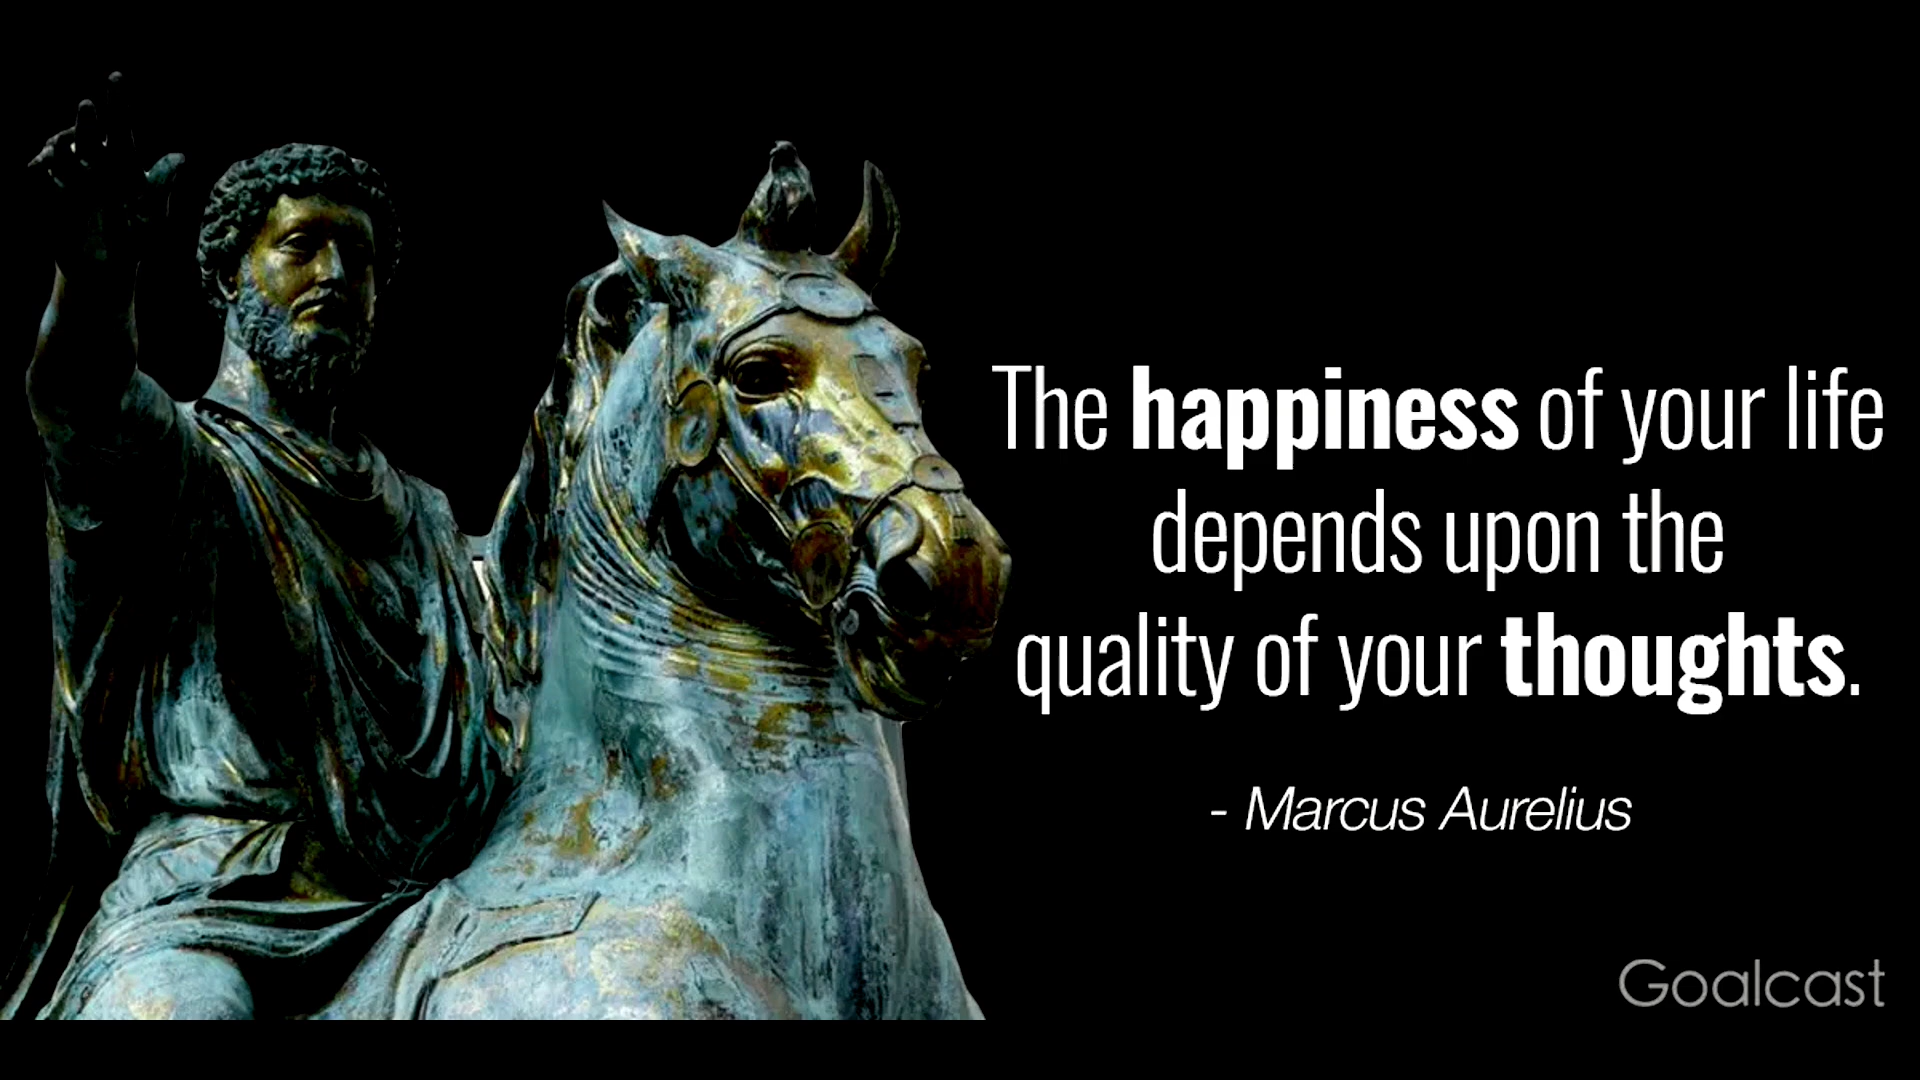 The happiness of your life
depends upon the
quality of your thoughts.
- Marcus Aurelius
Goalcast